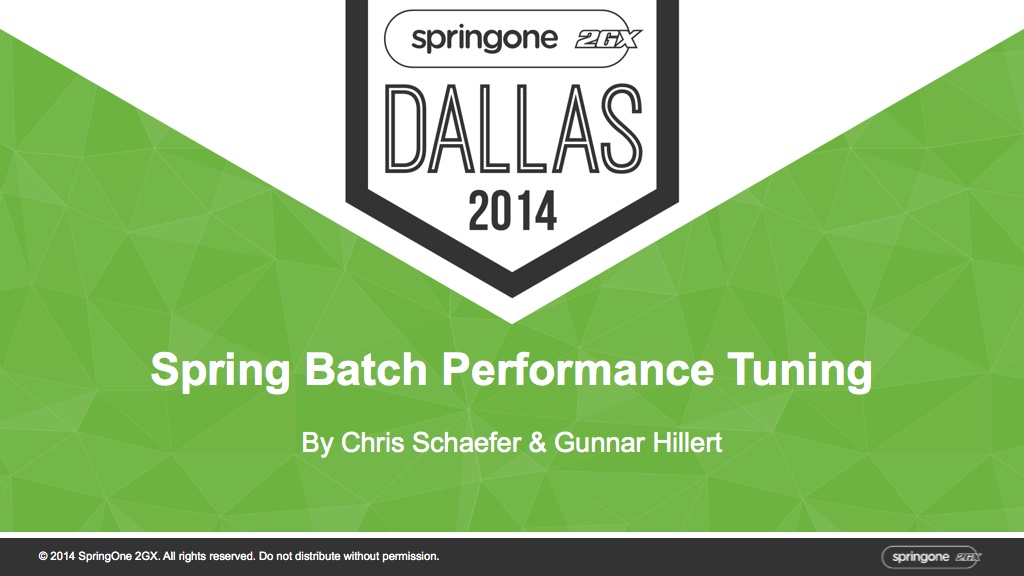 springone 2GX
DALLAS
2014
Spring Batch Performance Tuning
By Chris Schaefer & Gunnar Hillert
© 2014 SpringOne 2GX. All rights reserved. Do not distribute without permission.
springone 2GX